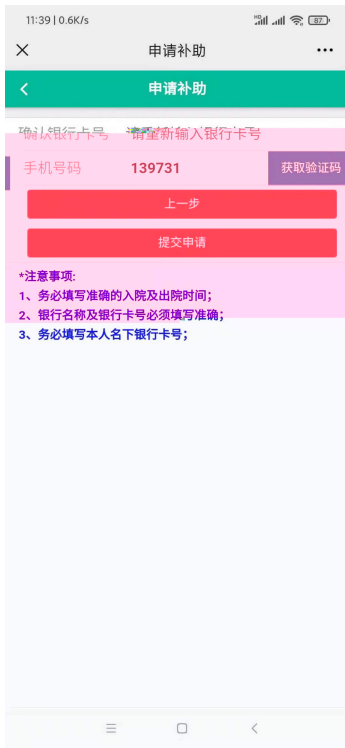 11:39 | 0.6K/s HD 87
申请补助
申请补助
确认银行卡号 请重新输入银行卡号
手机号码 139731 获取验证码
上一步
提交申请
*注意事项:
1、务必填写准确的入院及出院时间；
2、银行名称及银行卡号必须填写准确；
3、务必填写本人名下银行卡号；